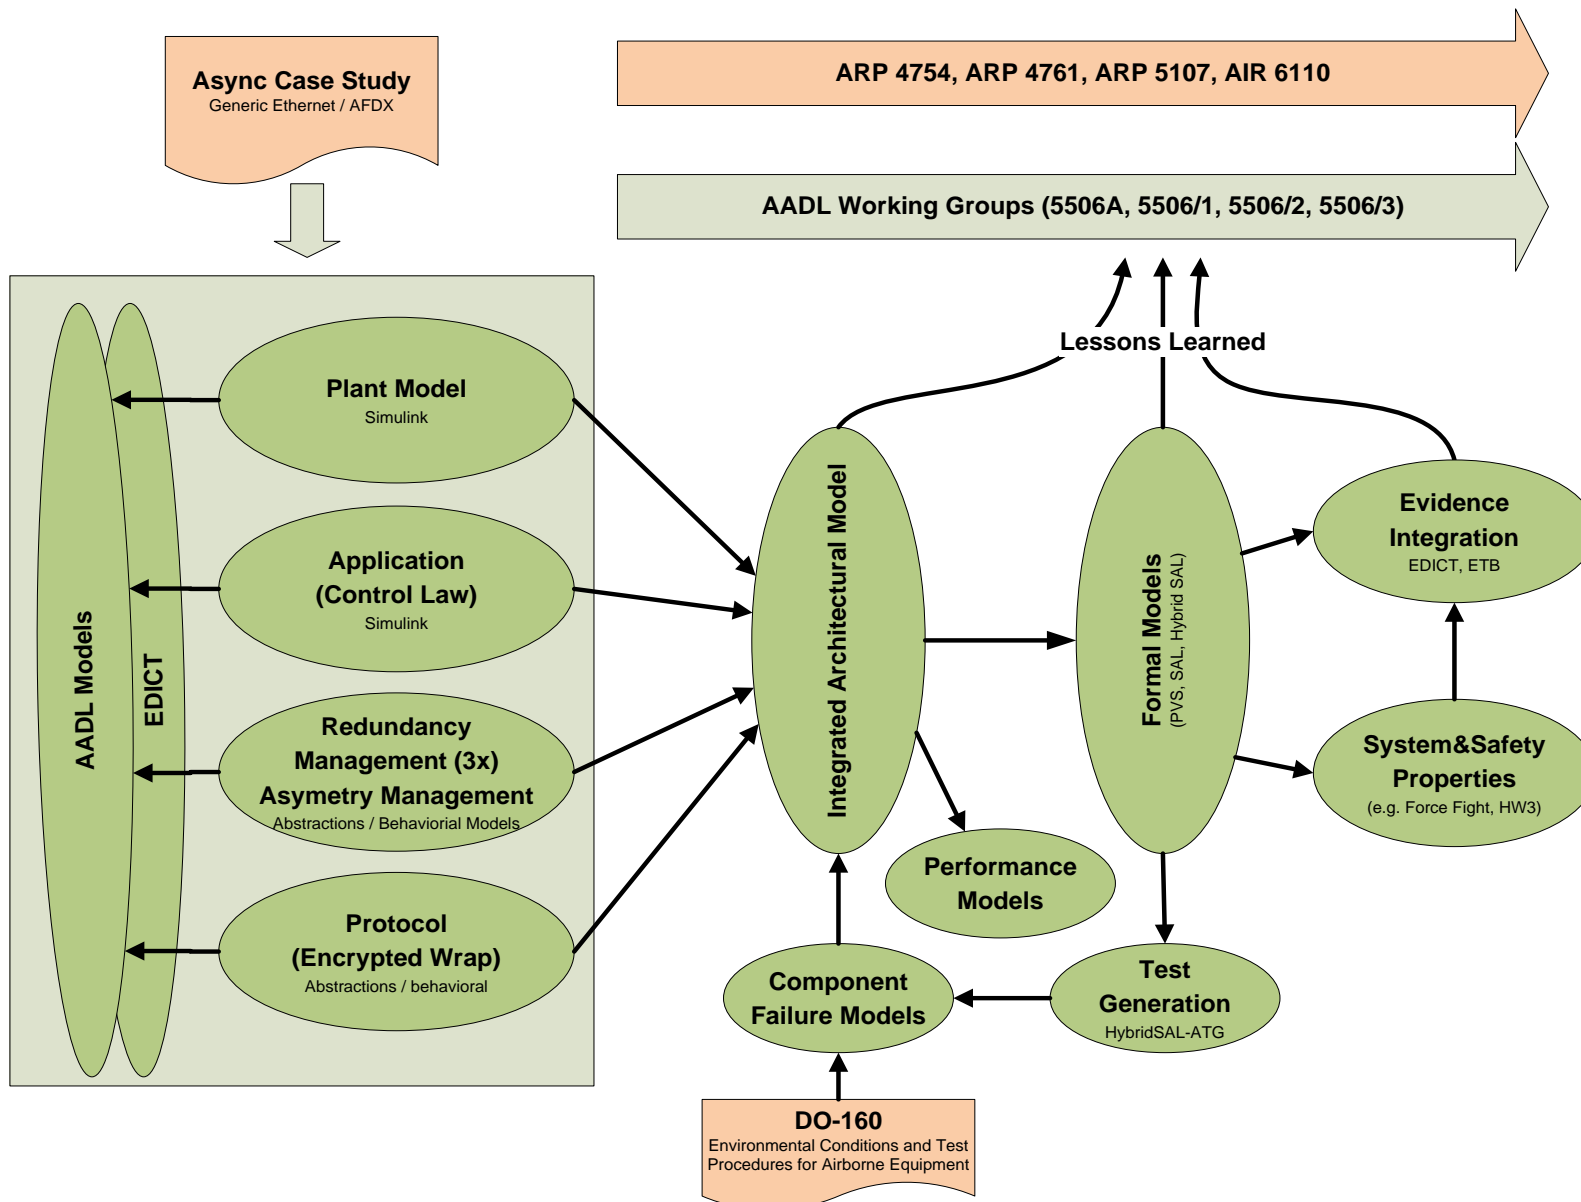 Async Case Study
Generic Ethernet / AFDX
ARP 4754, ARP 4761, ARP 5107, AIR 6110
AADL Working Groups (5506A, 5506/1, 5506/2, 5506/3)
Lessons Learned
AADL Models
EDICT
Plant Model
Simulink
Application
(Control Law)
Simulink
Redundancy
Management (3x)
Asymetry Management
Abstractions / Behaviorial Models
Protocol
(Encrypted Wrap)
Abstractions / behavioral
Integrated Architectural Model
Formal Models
(PVS, SAL, Hybrid SAL)
Evidence
Integration
EDICT, ETB
System&Safety
Properties
(e.g. Force Fight, HW3)
Performance
Models
Component
Failure Models
Test
Generation
HybridSAL-ATG
DO-160
Environmental Conditions and Test
Procedures for Airborne Equipment